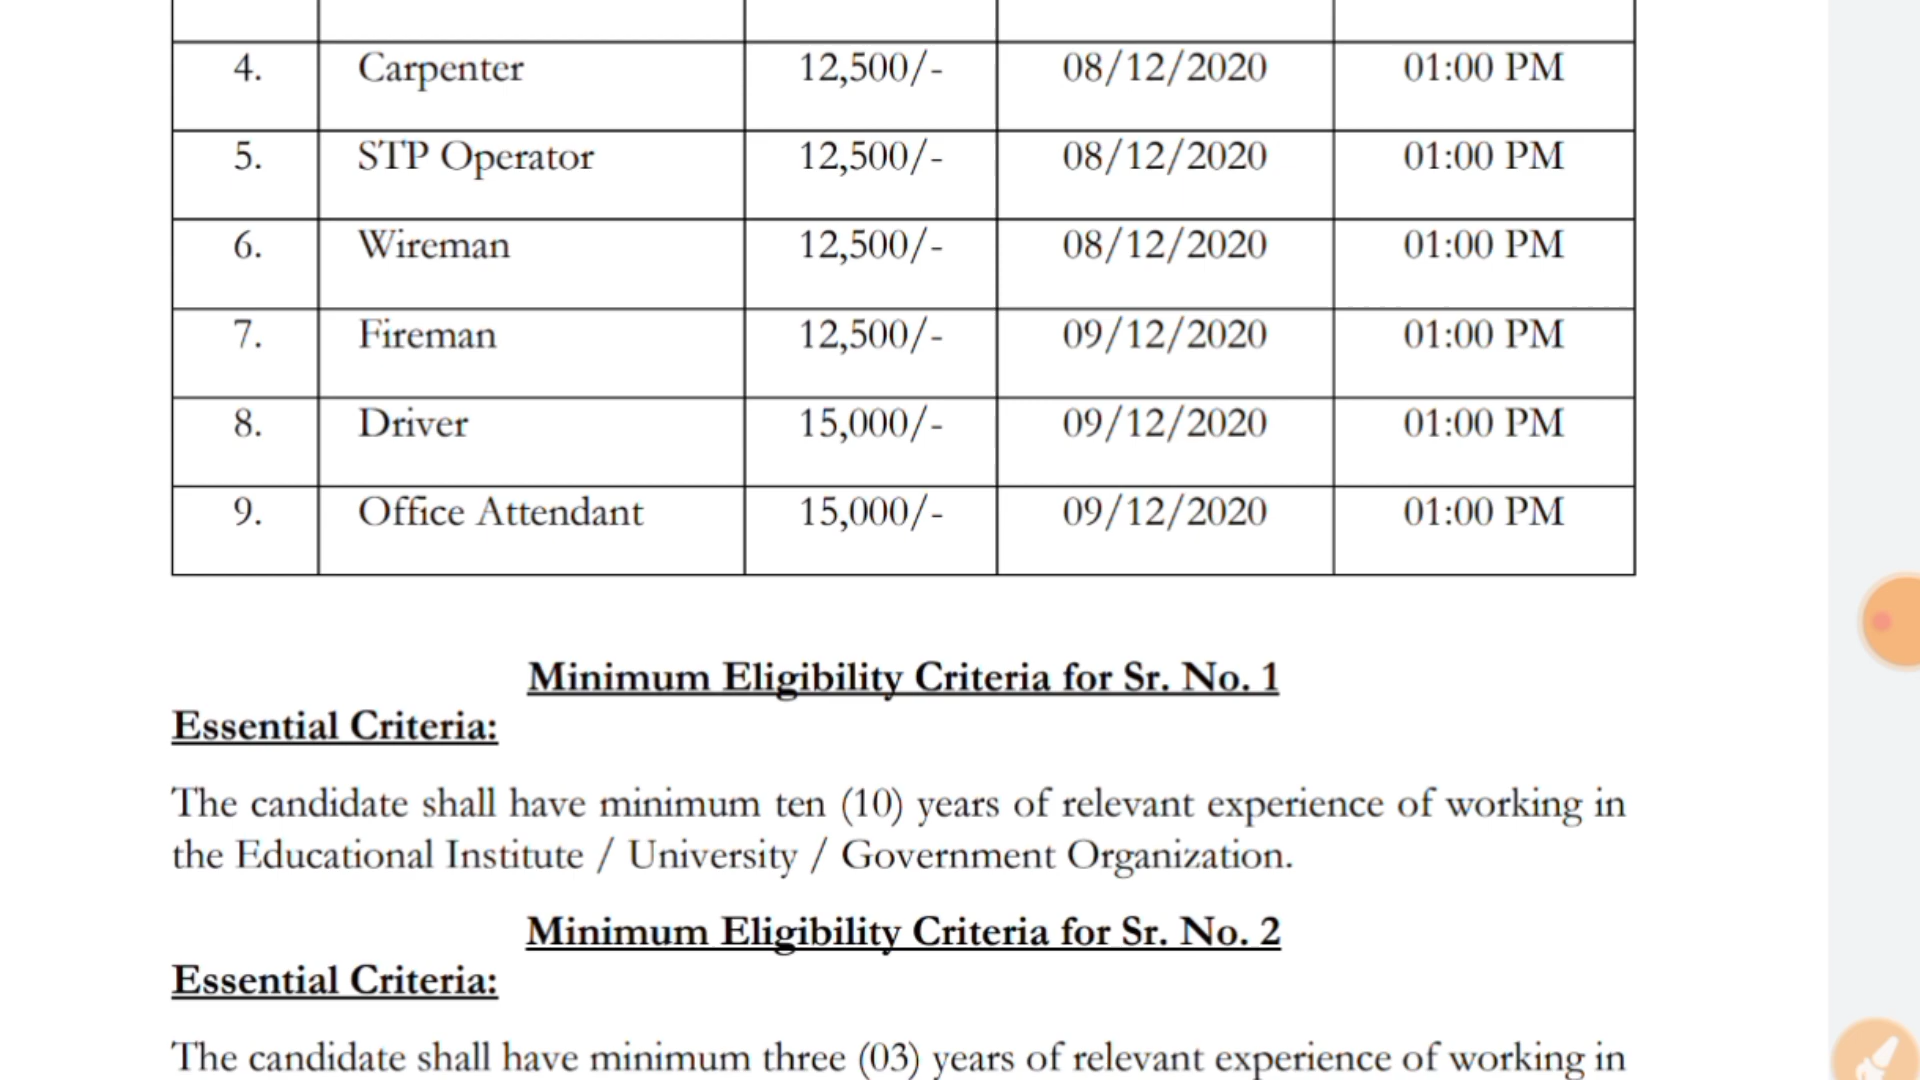 4. Carpenter 12,500/- 08/12/2020 01:00 PM
5. STP Operator 12,500/- 08/12/2020 01:00 PM
6. Wireman 12,500/- 08/12/2020 01:00 PM
7. Fireman 12,500/- 09/12/2020 01:00 PM
8. Driver 15,000/- 09/12/2020 01:00 PM
9. Office Attendant 15,000/- 09/12/2020 01:00 PM
Minimum Eligibility Criteria for Sr. No. 1
Essential Criteria:
The candidate shall have minimum ten (10) years of relevant experience of working in
the Educational Institute / University / Government Organization.
Minimum Eligibility Criteria for Sr. No. 2
Essential Criteria:
The candidate shall have minimum three (03) years of relevant experience of working in